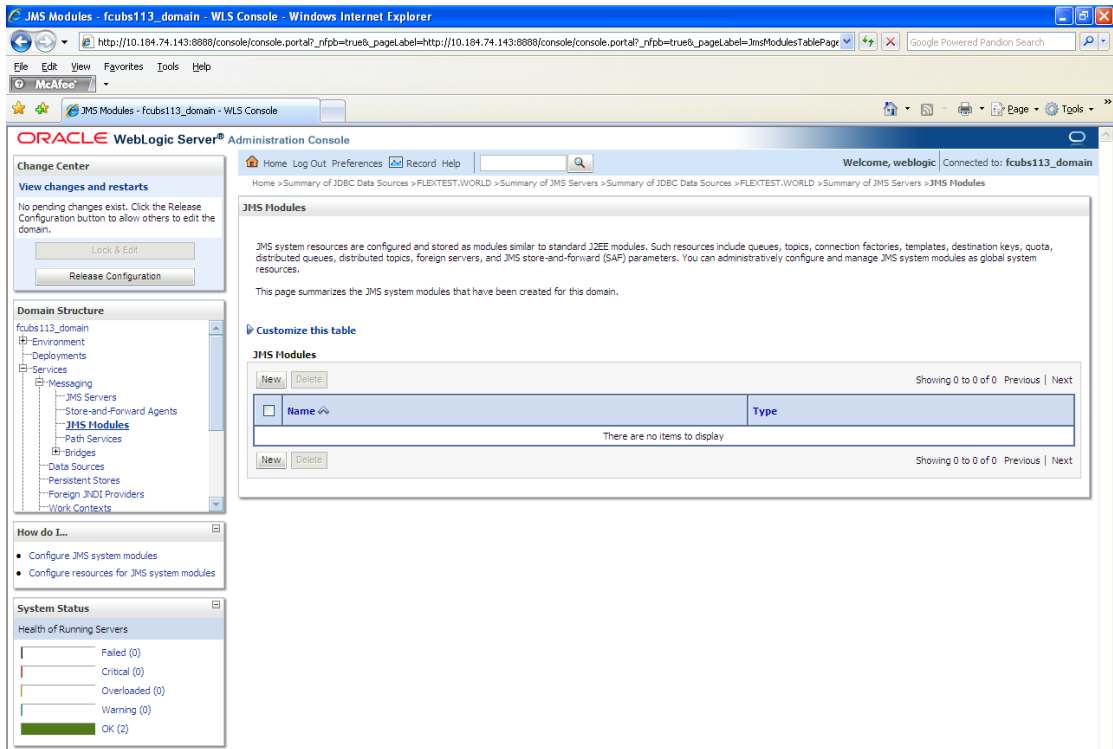 JMS Modules - fcubs113_domain - WLS Console - Windows Internet Explorer
http://10.184.74.143:8888/console/console.portal?_nfpb=true&_pageLabel=http://10.184.74.143:8888/console/console.portal?_nfpb=true&_pageLabel=JmsModulesTablePage
Google Powered Pandion Search
File Edit View Favorites Tools Help
McAfee
JMS Modules - fcubs113_domain - WLS Console
Page Tools
ORACLE WebLogic Server® Administration Console
Change Center
View changes and restarts
No pending changes exist. Click the Release
Configuration button to allow others to edit the
domain.
Lock & Edit
Release Configuration
Domain Structure
fcubs113_domain
Environment
Deployments
Services
Messaging
JMS Servers
Store-and-Forward Agents
JMS Modules
Path Services
Bridges
Data Sources
Persistent Stores
Foreign JNDI Providers
Work Contexts
How do I...
Configure JMS system modules
Configure resources for JMS system modules
System Status
Health of Running Servers
Failed (0)
Critical (0)
Overloaded (0)
Warning (0)
OK (2)
Home Log Out Preferences Record Help
Welcome, weblogic Connected to: fcubs113_domain
Home >Summary of JDBC Data Sources >FLEXTEST.WORLD >Summary of JMS Servers >Summary of JDBC Data Sources >FLEXTEST.WORLD >Summary of JMS Servers >JMS Modules
JMS Modules
JMS system resources are configured and stored as modules similar to standard J2EE modules. Such resources include queues, topics, connection factories, templates, destination keys, quota,
distributed queues, distributed topics, foreign servers, and JMS store-and-forward (SAF) parameters. You can administratively configure and manage JMS system modules as global system
resources.
This page summarizes the JMS system modules that have been created for this domain.
Customize this table
JMS Modules
New Delete Showing 0 to 0 of 0 Previous | Next
Name Type
There are no items to display
New Delete Showing 0 to 0 of 0 Previous | Next